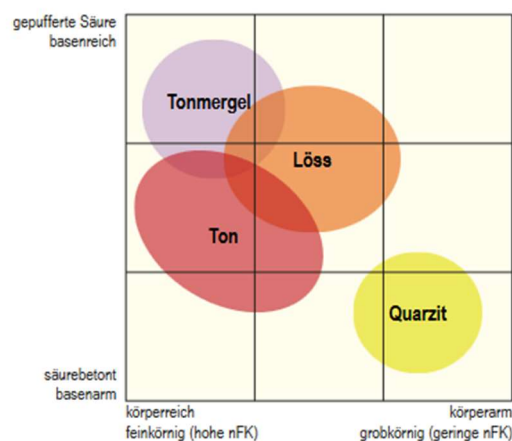 gepufferte Säure
basenreich
Tonmergel
Löss
Ton
Quarzit
säurebetont
basenarm
körperreich
feinkörnig (hohe nFK)
körperarm
grobkörnig (geringe nFK)